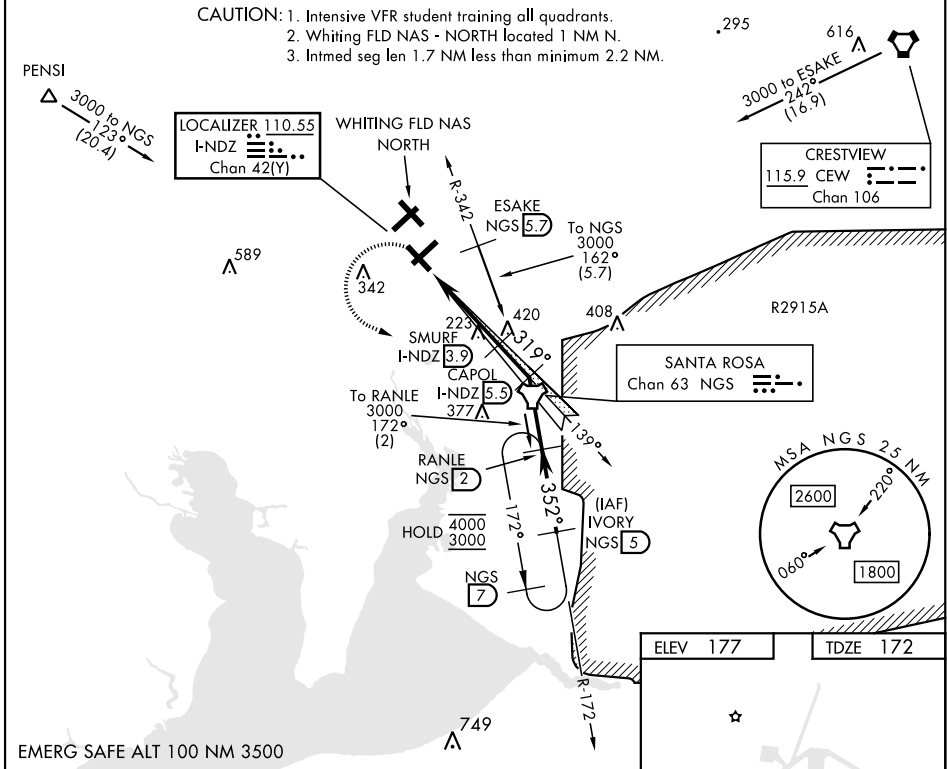 CAUTION: 1. Intensive VFR student training all quadrants.
2. Whiting FLD NAS - NORTH located 1 NM N.
3. Intmed seg len 1.7 NM less than minimum 2.2 NM.
.295
616
PENSI
3000 to NGS
123°
(20.4)
3000 to ESAKE
242°
(16.9)
LOCALIZER 110.55
I-NDZ
Chan 42(Y)
WHITING FLD NAS
NORTH
CRESTVIEW
115.9 CEW
Chan 106
R-342
ESAKE
NGS 5.7
To NGS
3000
162°
(5.7)
589
342
R2915A
420
408
223
319°
SMURF
I-NDZ 3.9
CAPOL
I-NDZ 5.5
377
SANTA ROSA
Chan 63 NGS
To RANLE
3000
172°
(2)
139°
RANLE
NGS 2
MSA NGS 25 NM
220°
2600
060°
1800
352°
172°
(IAF)
IVORY
NGS 5
HOLD 4000
3000
NGS
7
R-172
ELEV 177
TDZE 172
749
EMERG SAFE ALT 100 NM 3500